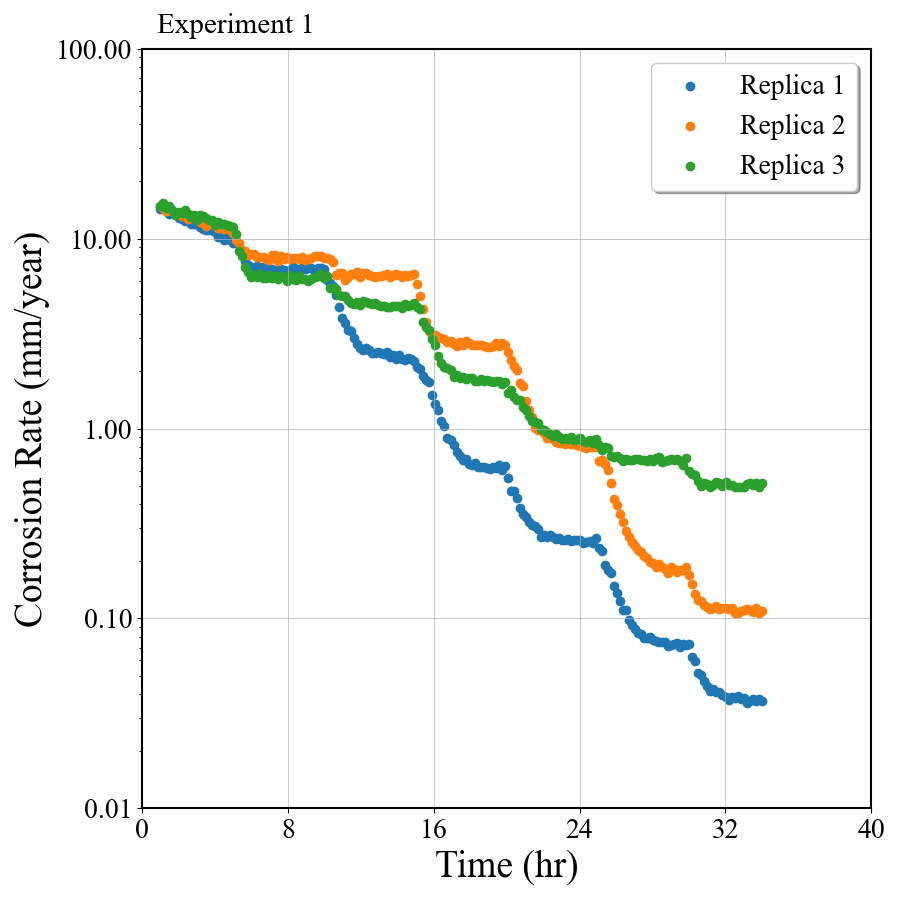 Experiment 1
100.00
10.00
1.00
0.10
0.01
Corrosion Rate (mm/year)
Replica 1
Replica 2
Replica 3
0 8 16 24 32 40
Time (hr)